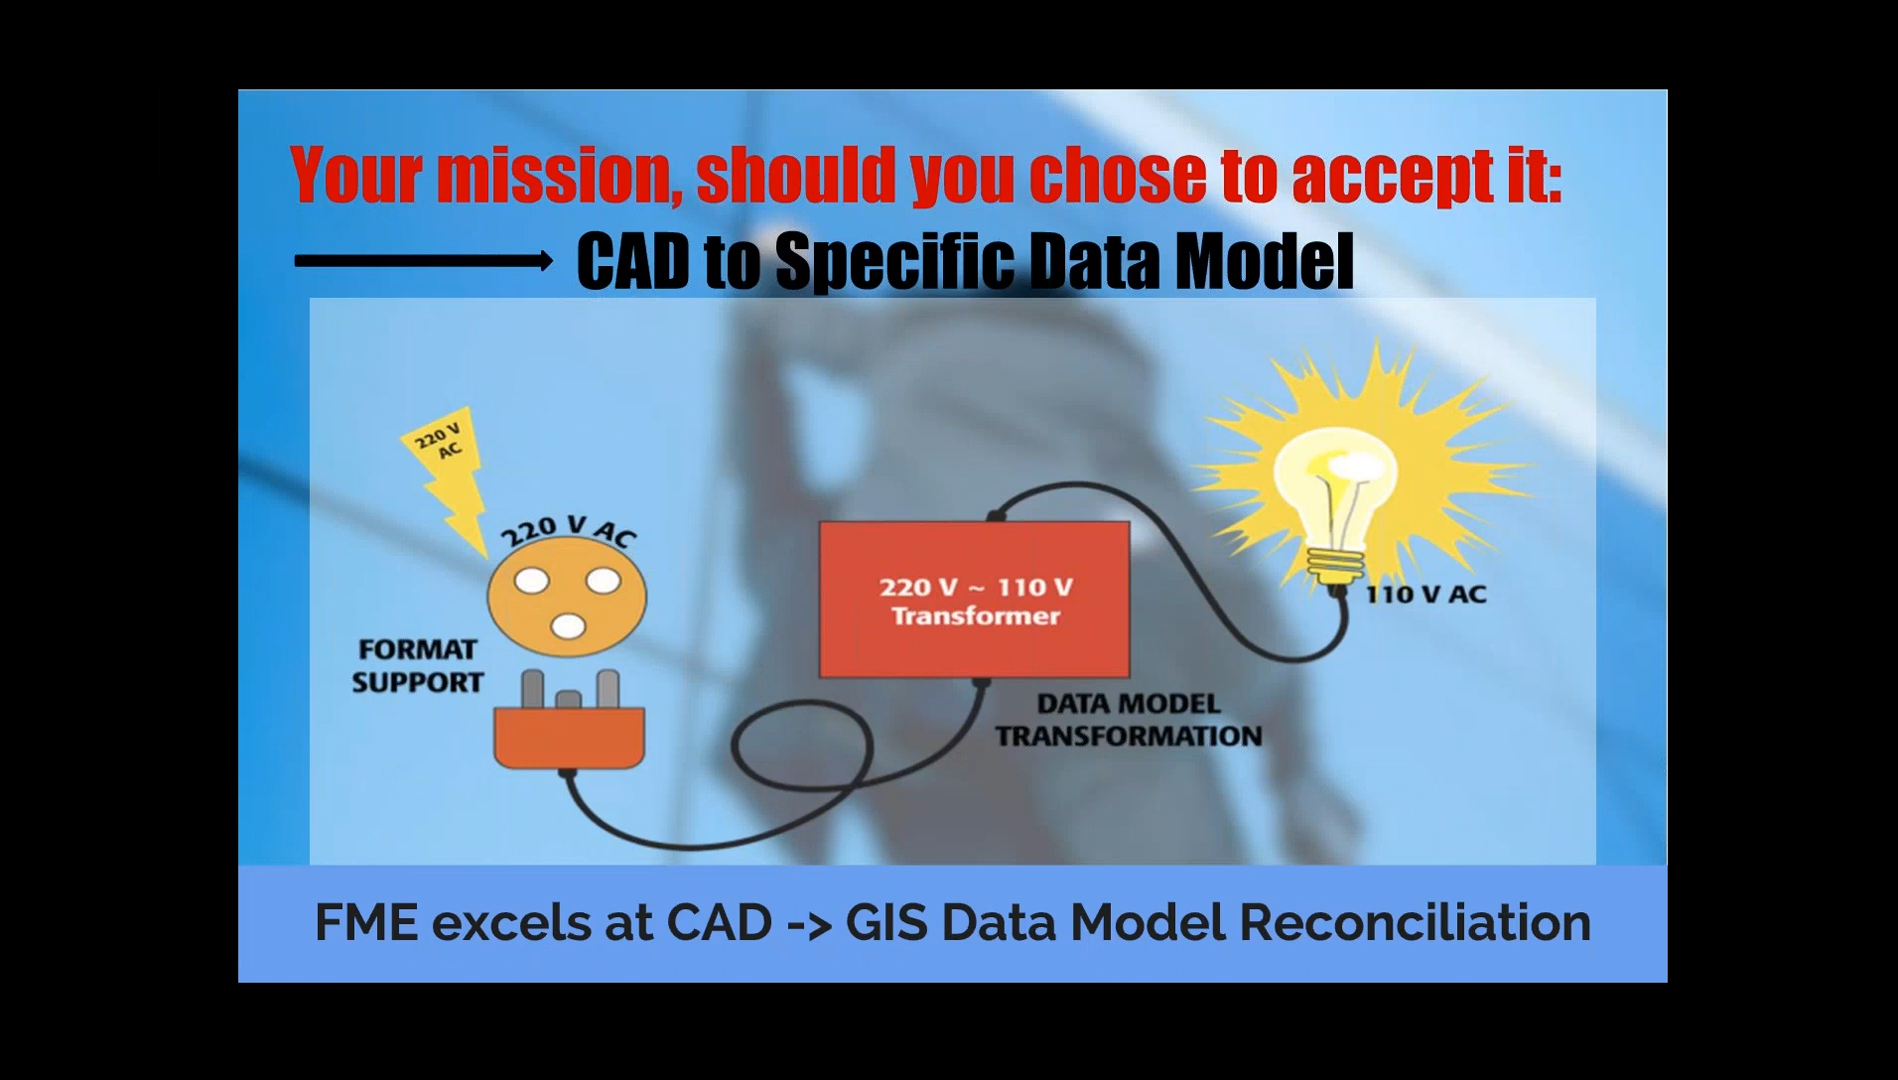 Your mission, should you chose to accept it:
CAD to Specific Data Model
220 V
AC
220 V AC
FORMAT
SUPPORT
220 V ~ 110 V
Transformer
110 V AC
DATA MODEL
TRANSFORMATION
FME excels at CAD -> GIS Data Model Reconciliation